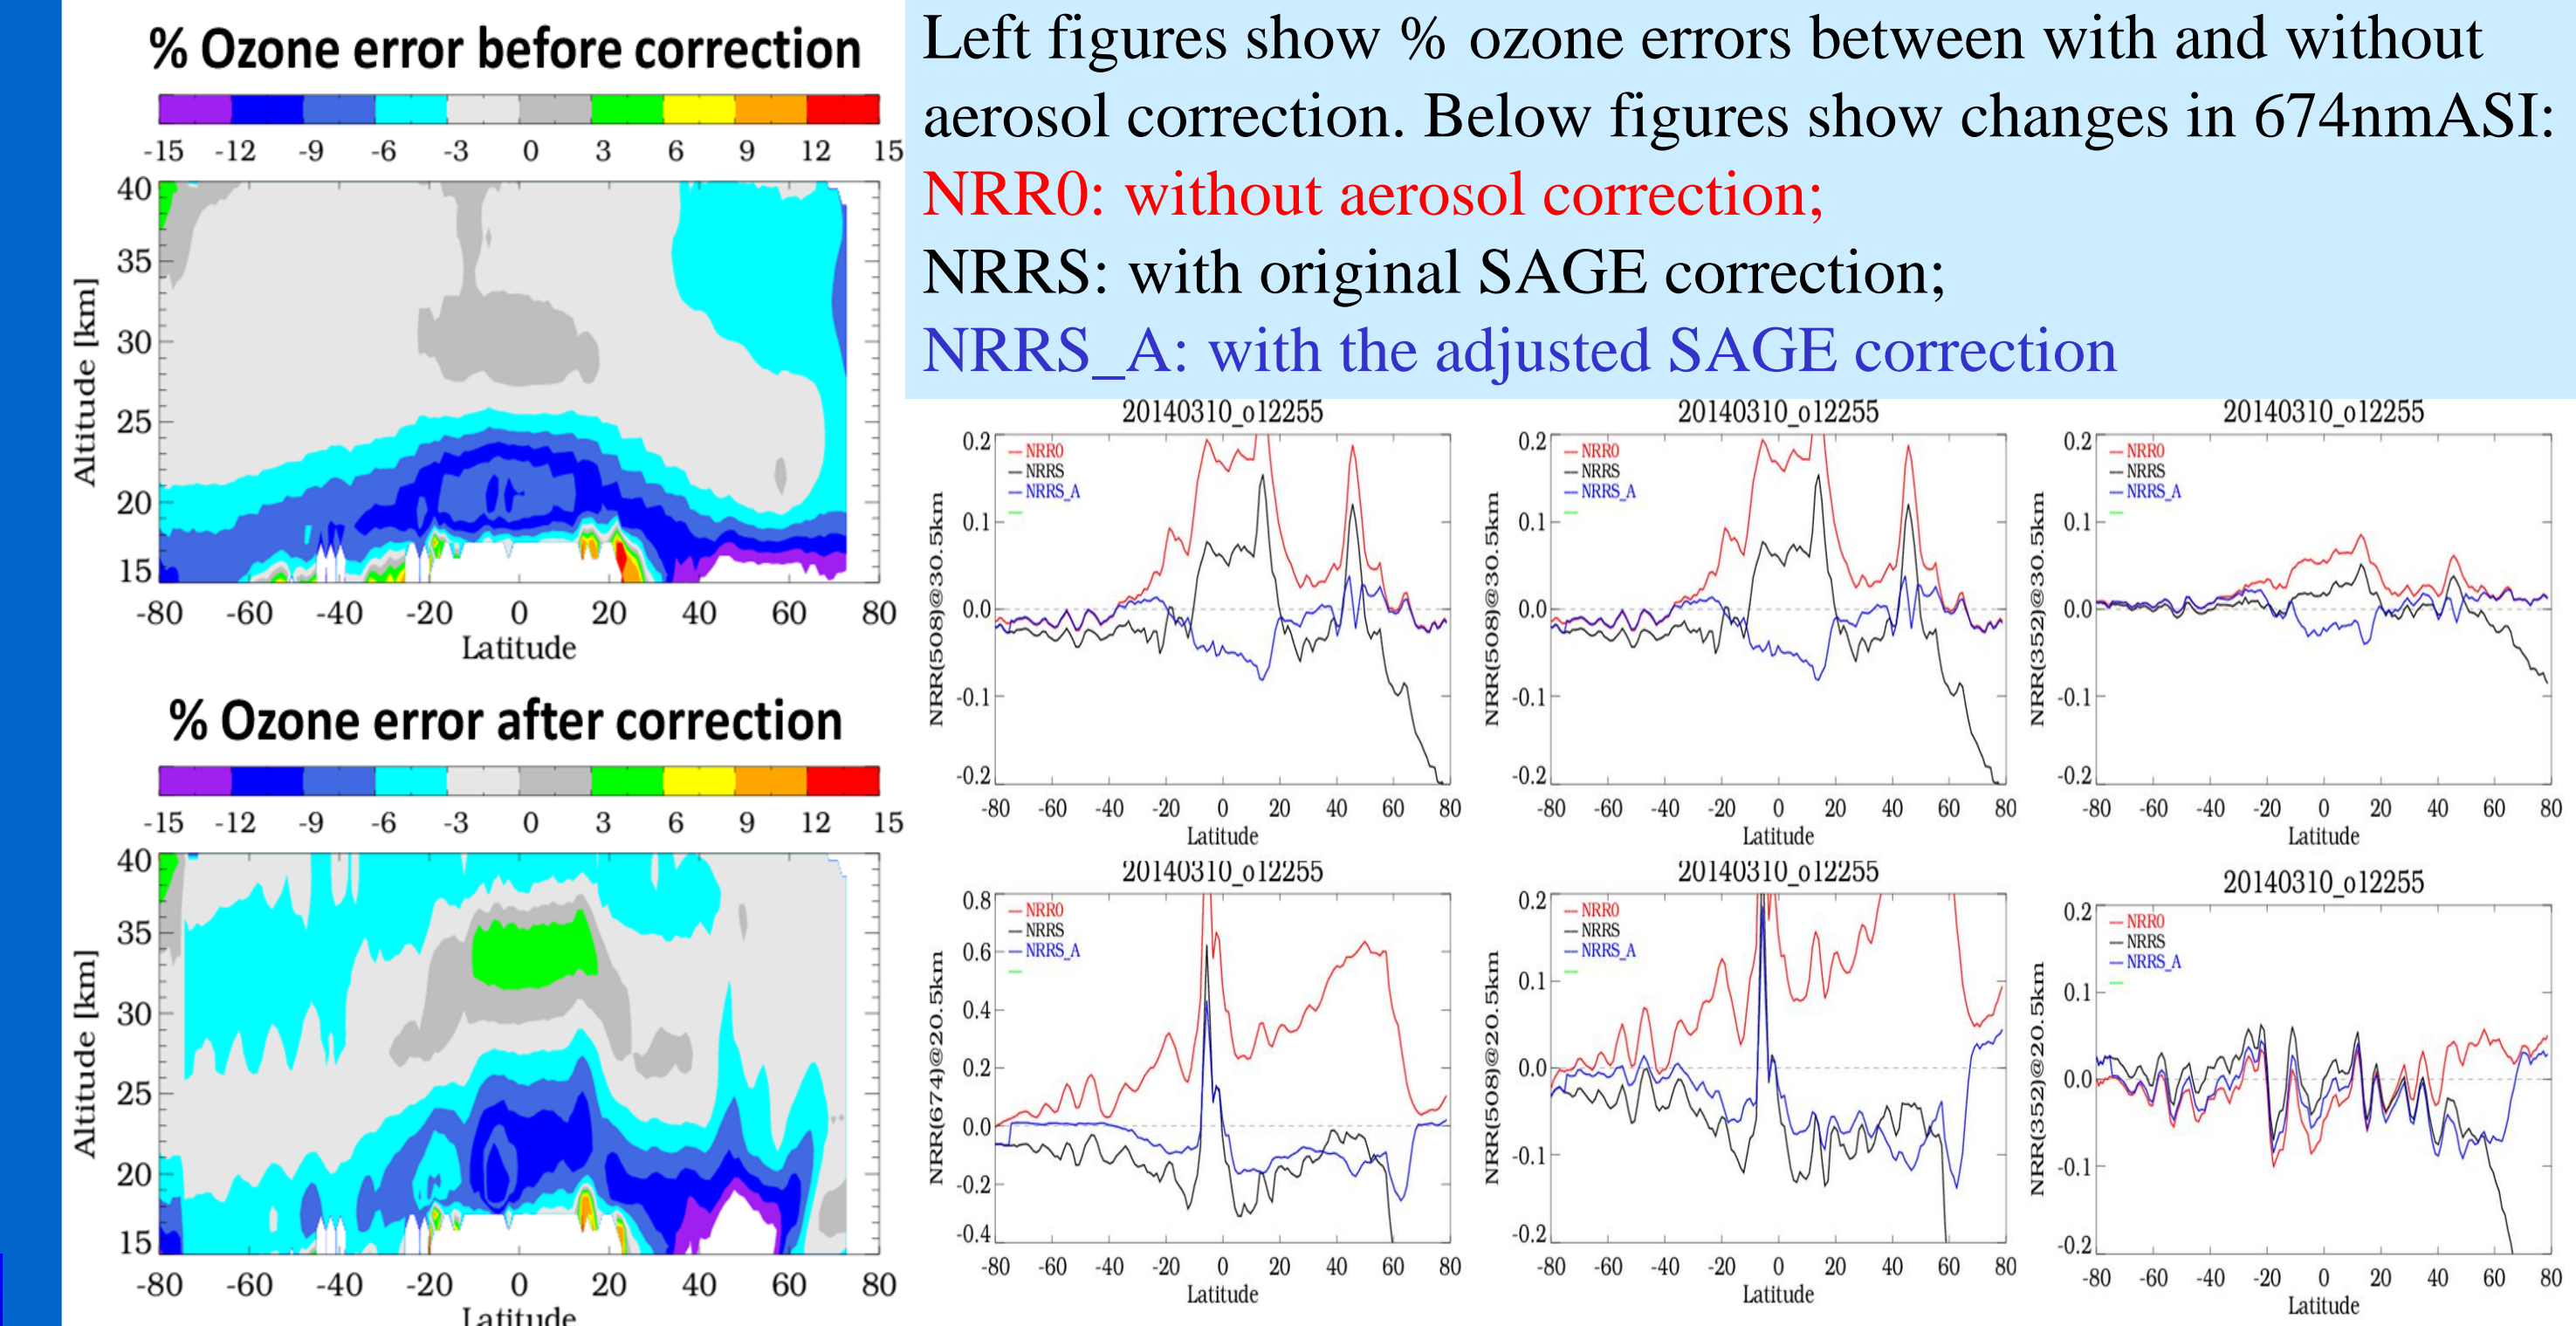 % Ozone error before correction
-15 -12 -9 -6 -3 0 3 6 9 12 15
40
35
30
25
20
15
Altitude [km]
-80 -60 -40 -20 0 20 40 60 80
Latitude
% Ozone error after correction
-15 -12 -9 -6 -3 0 3 6 9 12 15
40
35
30
25
20
15
Altitude [km]
-80 -60 -40 -20 0 20 40 60 80
Latitude
Left figures show % ozone errors between with and without
aerosol correction. Below figures show changes in 674nmASI:
NRR0: without aerosol correction;
NRRS: with original SAGE correction;
NRRS_A: with the adjusted SAGE correction
20140310_o12255
0.2
0.1
0.0
-0.1
-0.2
NRR0
NRRS
NRRS_A
NRR(508)@30.5km
-80 -60 -40 -20 0 20 40 60 80
Latitude
20140310_o12255
0.2
0.1
0.0
-0.1
-0.2
NRR0
NRRS
NRRS_A
NRR(508)@30.5km
-80 -60 -40 -20 0 20 40 60 80
Latitude
20140310_o12255
0.2
0.1
0.0
-0.1
-0.2
NRR0
NRRS
NRRS_A
NRR(352)@30.5km
-80 -60 -40 -20 0 20 40 60 80
Latitude
20140310_o12255
0.8
0.6
0.4
0.2
0.0
-0.2
-0.4
NRR0
NRRS
NRRS_A
NRR(674)@20.5km
-80 -60 -40 -20 0 20 40 60 80
Latitude
20140310_o12255
0.2
0.1
0.0
-0.1
-0.2
NRR0
NRRS
NRRS_A
NRR(508)@20.5km
-80 -60 -40 -20 0 20 40 60 80
Latitude
20140310_o12255
0.2
0.1
0.0
-0.1
-0.2
NRR0
NRRS
NRRS_A
NRR(352)@20.5km
-80 -60 -40 -20 0 20 40 60 80
Latitude